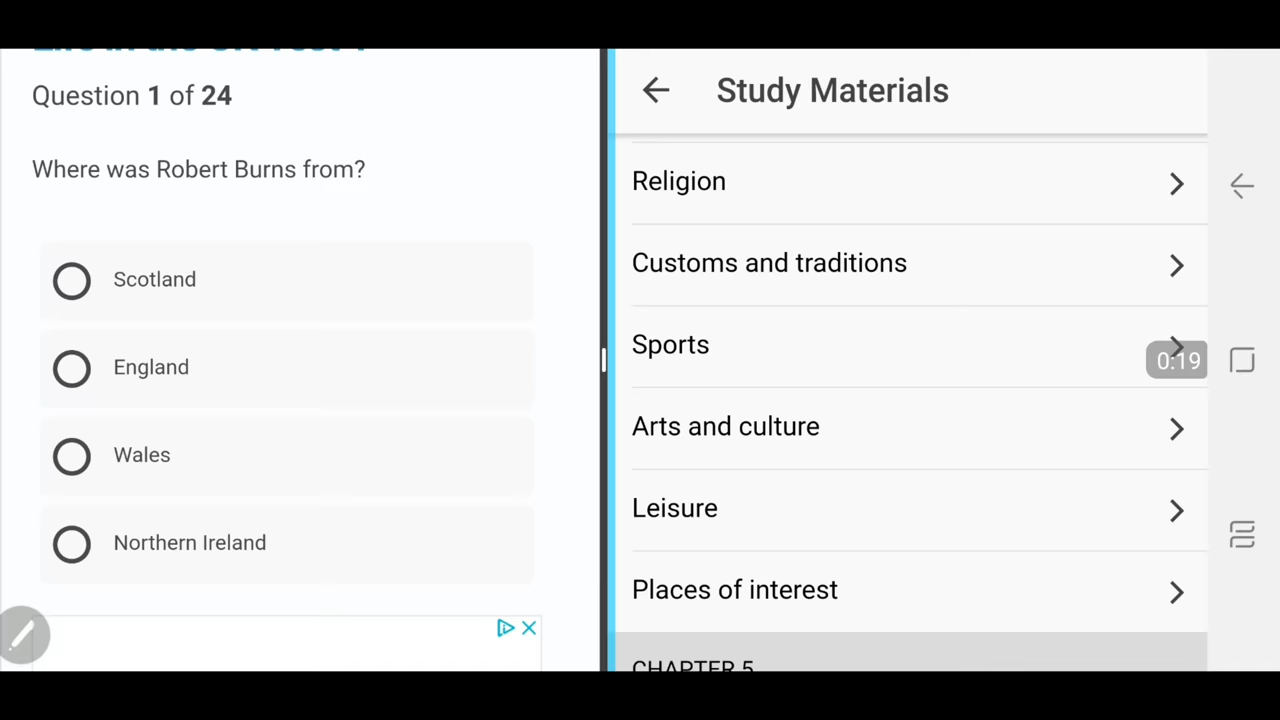 Question 1 of 24
Where was Robert Burns from?
Scotland
England
Wales
Northern Ireland
Study Materials
Religion
Customs and traditions
Sports
0:19
Arts and culture
Leisure
Places of interest
CHAPTER 5